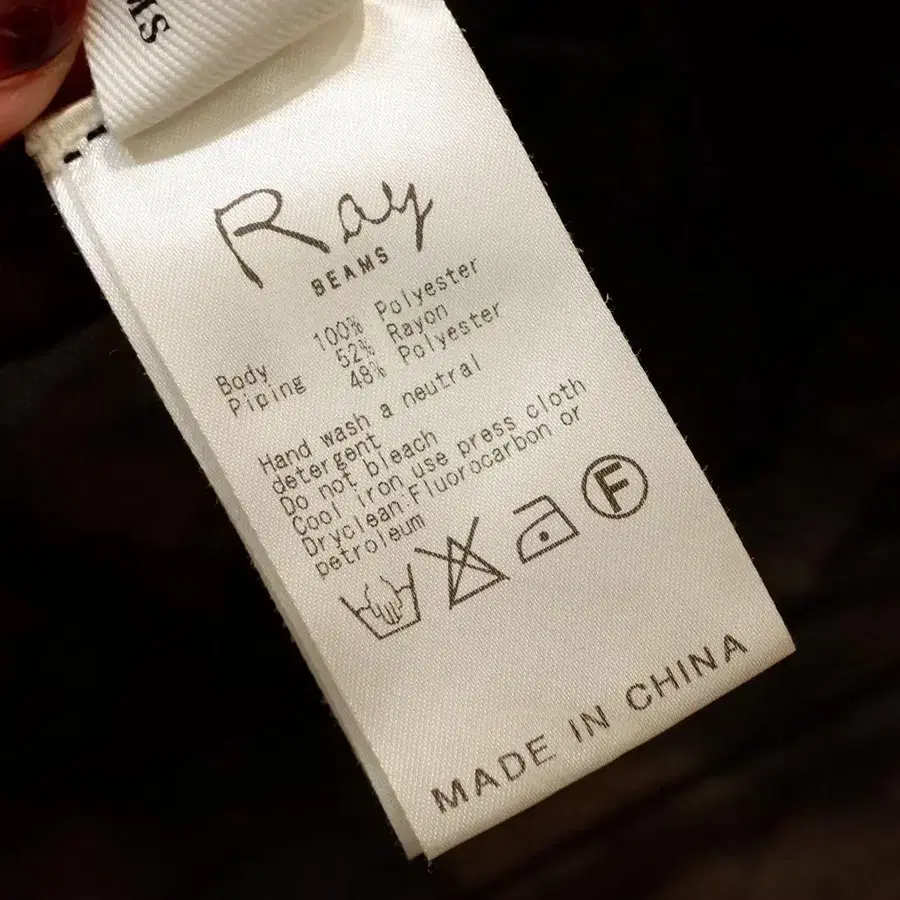 MS
Ray
BEAMS
Body 100% Polyester
Piping 52% Rayon
48% Polyester
Hand wash a neutral
detergent
Do not bleach
Cool iron use press cloth
Dryclean:Fluorocarbon or
petroleum
F
MADE IN CHINA